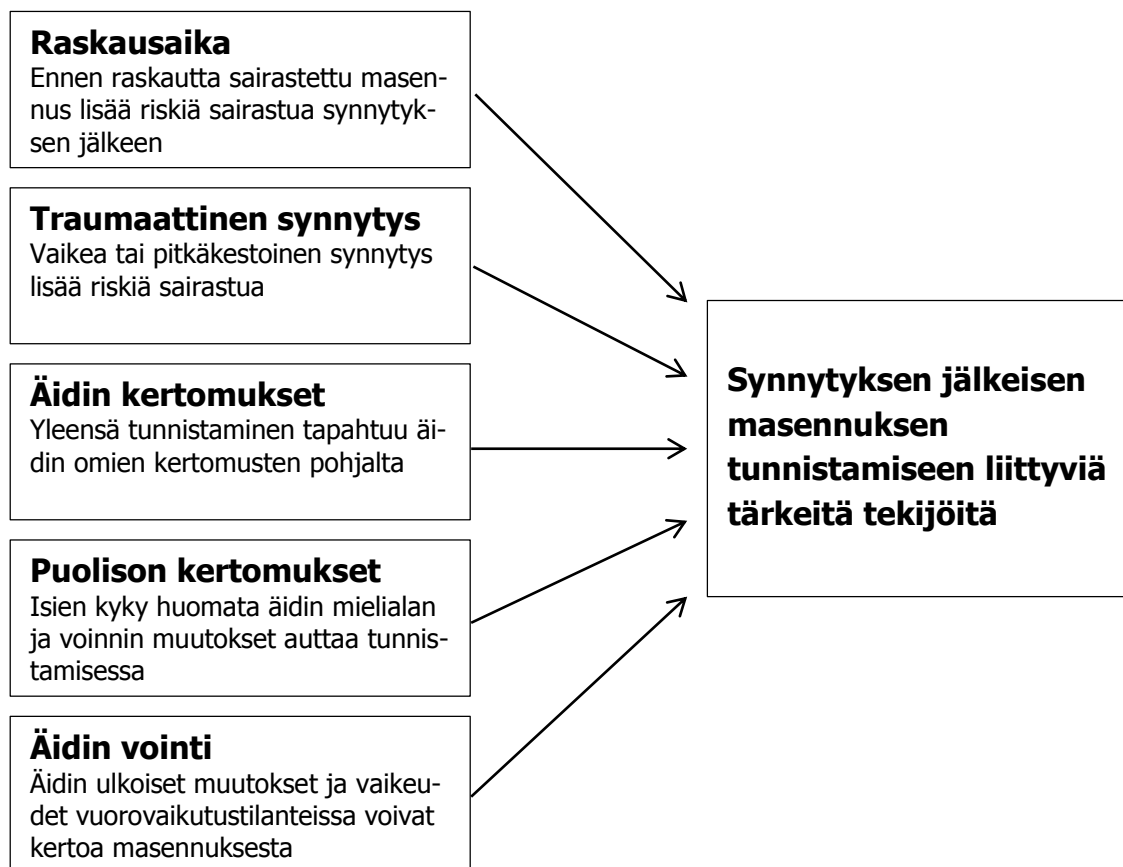 Raskausaika
Ennen raskautta sairastettu masen-
nus lisää riskiä sairastua synnytyk-
sen jälkeen
Traumaattinen synnytys
Vaikea tai pitkäkestoinen synnytys
lisää riskiä sairastua
Äidin kertomukset
Yleensä tunnistaminen tapahtuu äi-
din omien kertomusten pohjalta
Puolison kertomukset
Isien kyky huomata äidin mielialan
ja voinnin muutokset auttaa tunnis-
tamisessa
Äidin vointi
Äidin ulkoiset muutokset ja vaikeu-
det vuorovaikutustilanteissa voivat
kertoa masennuksesta
Synnytyksen jälkeisen
masennuksen
tunnistamiseen liittyviä
tärkeitä tekijöitä